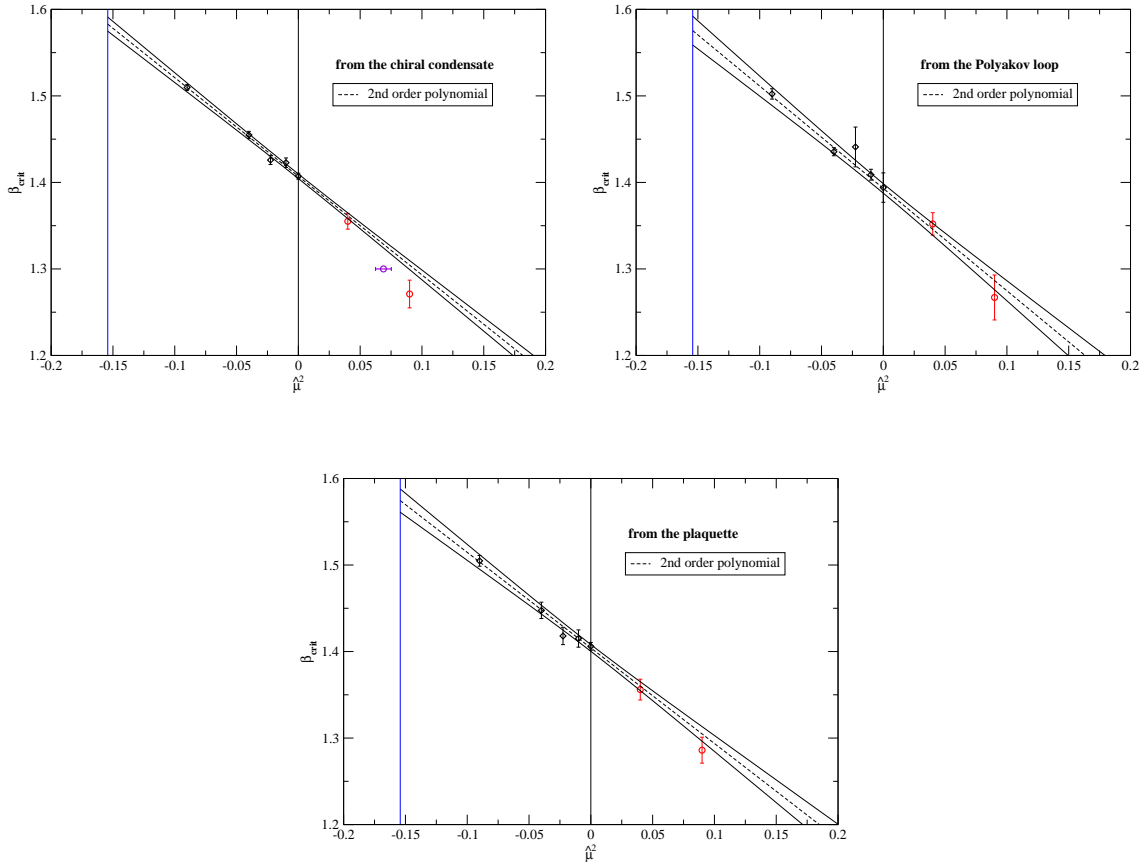 1.6
1.5
1.4
1.3
1.2
β_crit
from the chiral condensate
2nd order polynomial
-0.2 -0.15 -0.1 -0.05 0 0.05 0.1 0.15 0.2
μ̂²
1.6
1.5
1.4
1.3
1.2
β_crit
from the Polyakov loop
2nd order polynomial
-0.2 -0.15 -0.1 -0.05 0 0.05 0.1 0.15 0.2
μ̂²
1.6
1.5
1.4
1.3
1.2
β_crit
from the plaquette
2nd order polynomial
-0.2 -0.15 -0.1 -0.05 0 0.05 0.1 0.15 0.2
μ̂²